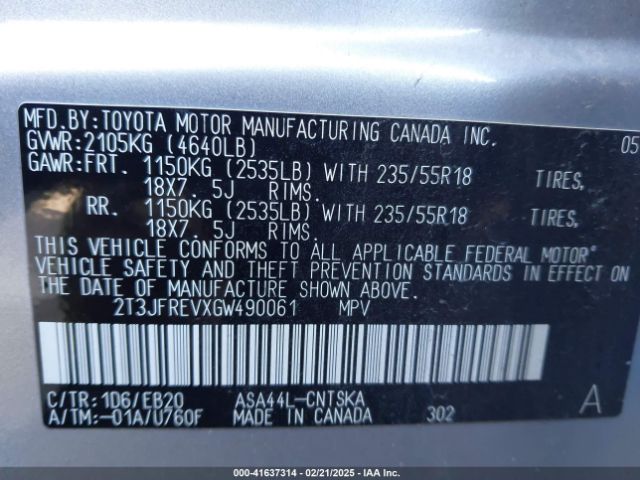 MFD.BY:TOYOTA MOTOR MANUFACTURING CANADA INC.
GVWR:2105KG (4640LB) 05
GAWR:FRT. 1150KG (2535LB) WITH 235/55R18 TIRES,
18X7. 5J RIMS.
RR. 1150KG (2535LB) WITH 235/55R18 TIRES,
18X7. 5J RIMS.
THIS VEHICLE CONFORMS TO ALL APPLICABLE FEDERAL MOTOR
VEHICLE SAFETY AND THEFT PREVENTION STANDARDS IN EFFECT ON
THE DATE OF MANUFACTURE SHOWN ABOVE.
2T3JFREVXGW490061 MPV
C/TR:1D6/EB20 ASA44L-CNTSKA A
A/TM:-01A/U760F MADE IN CANADA 302
© - 41637314 - 02/21/2025 - IAA Inc.